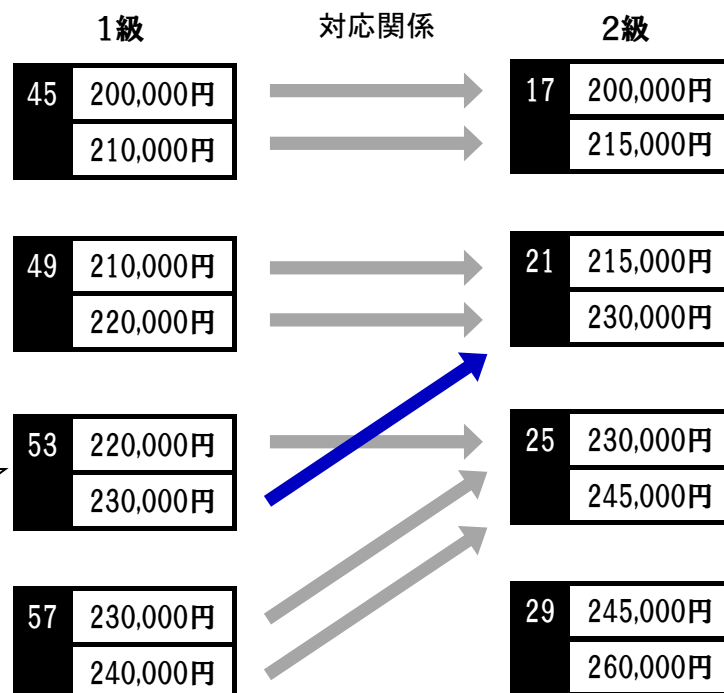 1級 対応関係 2級
45 200,000円 17 200,000円
210,000円 215,000円
49 210,000円 21 215,000円
220,000円 230,000円
53 220,000円 25 230,000円
230,000円 245,000円
57 230,000円 29 245,000円
240,000円 260,000円